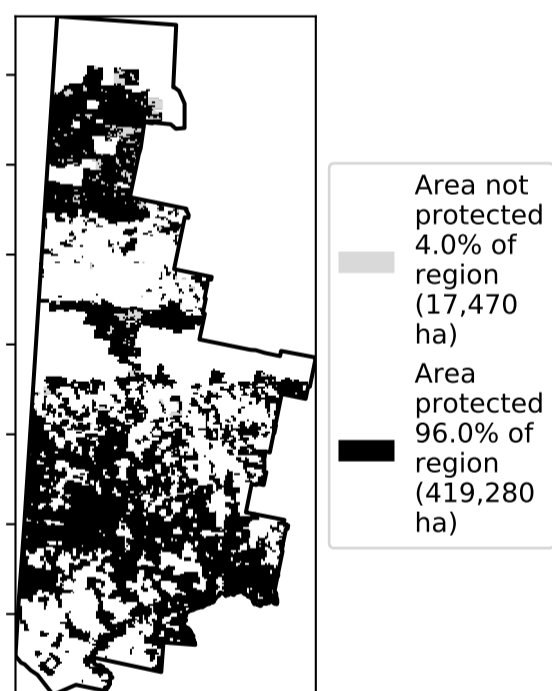 Area not
protected
4.0% of
region
(17,470
ha)
Area
protected
96.0% of
region
(419,280
ha)